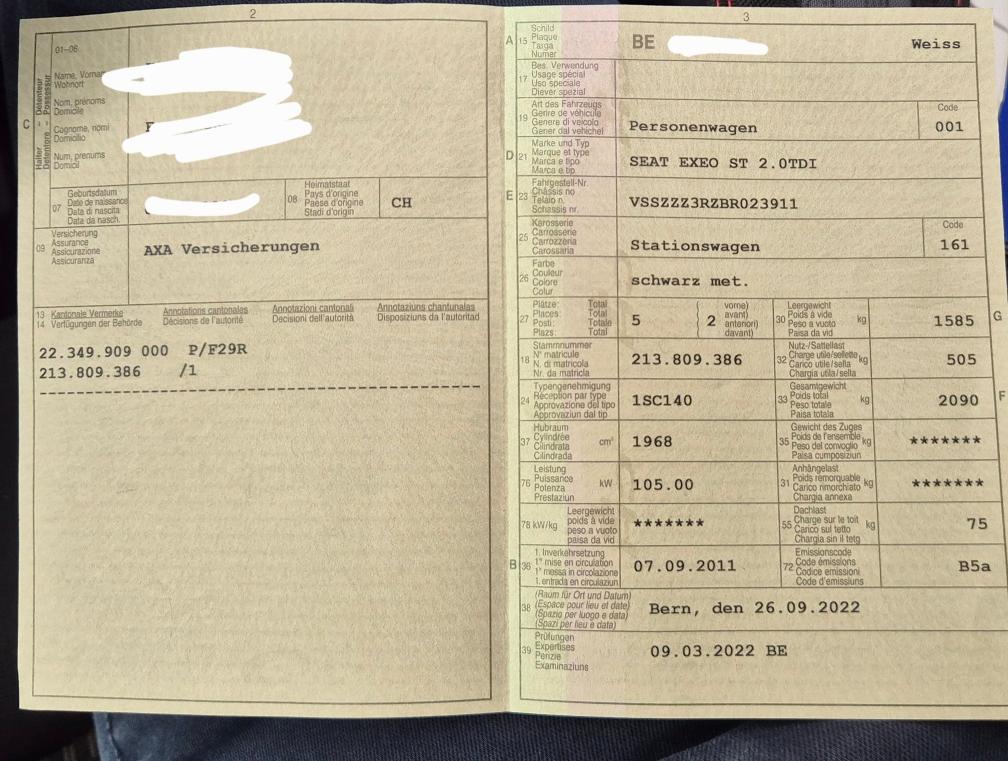 2
01-06
Halter Détenteur
Detentore Possessur
C
Name, Vornamen
Wohnort
Nom, prénoms
Domicile
Cognome, nomi
Domicilio
Num, prenums
Domicil
07 Geburtsdatum
Date de naissance
Data di nascita
Data da nasch.
08 Heimatstaat
Pays d'origine
Paese d'origine
Stadi d'origin
CH
09 Versicherung
Assurance
Assicurazione
Assicuranza
AXA Versicherungen
13 Kantonale Vermerke Annotations cantonales Annotazioni cantonali Annotaziuns chantunalas
14 Verfügungen der Behörde Décisions de l'autorité Decisioni dell'autorità Disposiziuns da l'autoritad
22.349.909 000 P/F29R
213.809.386 /1
3
A 15 Schild
Plaque
Targa
Numer
BE Weiss
17 Bes. Verwendung
Usage spécial
Uso speciale
Diever spezial
19 Art des Fahrzeugs
Genre de véhicule
Genere di veicolo
Gener dal vehichel
Personenwagen
Code
001
D 21 Marke und Typ
Marque et type
Marca e tipo
Marca e tip
SEAT EXEO ST 2.0TDI
E 23 Fahrgestell-Nr.
Châssis no
Telaio n.
Schassis nr.
VSSZZZ3RZBR023911
25 Karosserie
Carrosserie
Carrozzeria
Carossaria
Stationswagen
Code
161
26 Farbe
Couleur
Colore
Colur
schwarz met.
27 Plätze: Total
Places: Total
Posti: Totale
Plazs: Total
5
( 2 vorne)
avant)
anteriori)
davant)
30 Leergewicht
Poids à vide
Peso a vuoto
Paisa da vid
kg
1585
G
18 Stammnummer
N° matricule
N. di matricola
Nr. da matricla
213.809.386
32 Nutz-/Sattellast
Charge utile/sellette
Carico utile/sella
Chargia utila/sella
kg
505
24 Typengenehmigung
Réception par type
Approvazione del tipo
Approvaziun dal tip
1SC140
33 Gesamtgewicht
Poids total
Peso totale
Paisa totala
kg
2090
F
37 Hubraum
Cylindrée
Cilindrata
Cilindrada
cm³
1968
35 Gewicht des Zuges
Poids de l'ensemble
Peso del convoglio
Paisa cumposiziun
kg
*******
76 Leistung
Puissance
Potenza
Prestaziun
kW
105.00
31 Anhängelast
Poids remorquable
Carico rimorchiato
Chargia annexa
kg
*******
78 kW/kg Leergewicht
poids à vide
peso a vuoto
paisa da vid
*******
55 Dachlast
Charge sur le toit
Carico sul tetto
Chargia sin il tetg
kg
75
B 36 1. Inverkehrsetzung
1re mise en circulation
1a messa in circolazione
1. entrada en circulaziun
07.09.2011
72 Emissionscode
Code émissions
Codice emissioni
Code d'emissiuns
B5a
38 (Raum für Ort und Datum)
(Espace pour lieu et date)
(Spazio per luogo e data)
(Spazi per lieu e data)
Bern, den 26.09.2022
39 Prüfungen
Expertises
Perizie
Examinaziuns
09.03.2022 BE